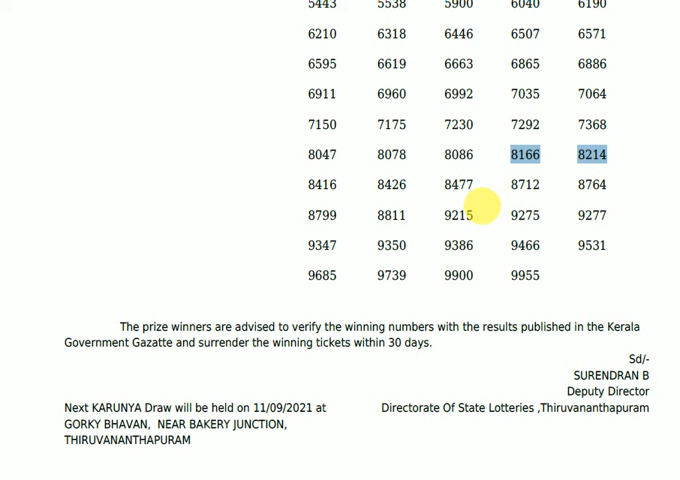 5443 5538 5900 6040 6190
6210 6318 6446 6507 6571
6595 6619 6663 6865 6886
6911 6960 6992 7035 7064
7150 7175 7230 7292 7368
8047 8078 8086 8166 8214
8416 8426 8477 8712 8764
8799 8811 9215 9275 9277
9347 9350 9386 9466 9531
9685 9739 9900 9955
The prize winners are advised to verify the winning numbers with the results published in the Kerala
Government Gazatte and surrender the winning tickets within 30 days.
Sd/-
SURENDRAN B
Deputy Director
Directorate Of State Lotteries ,Thiruvananthapuram
Next KARUNYA Draw will be held on 11/09/2021 at
GORKY BHAVAN, NEAR BAKERY JUNCTION,
THIRUVANANTHAPURAM